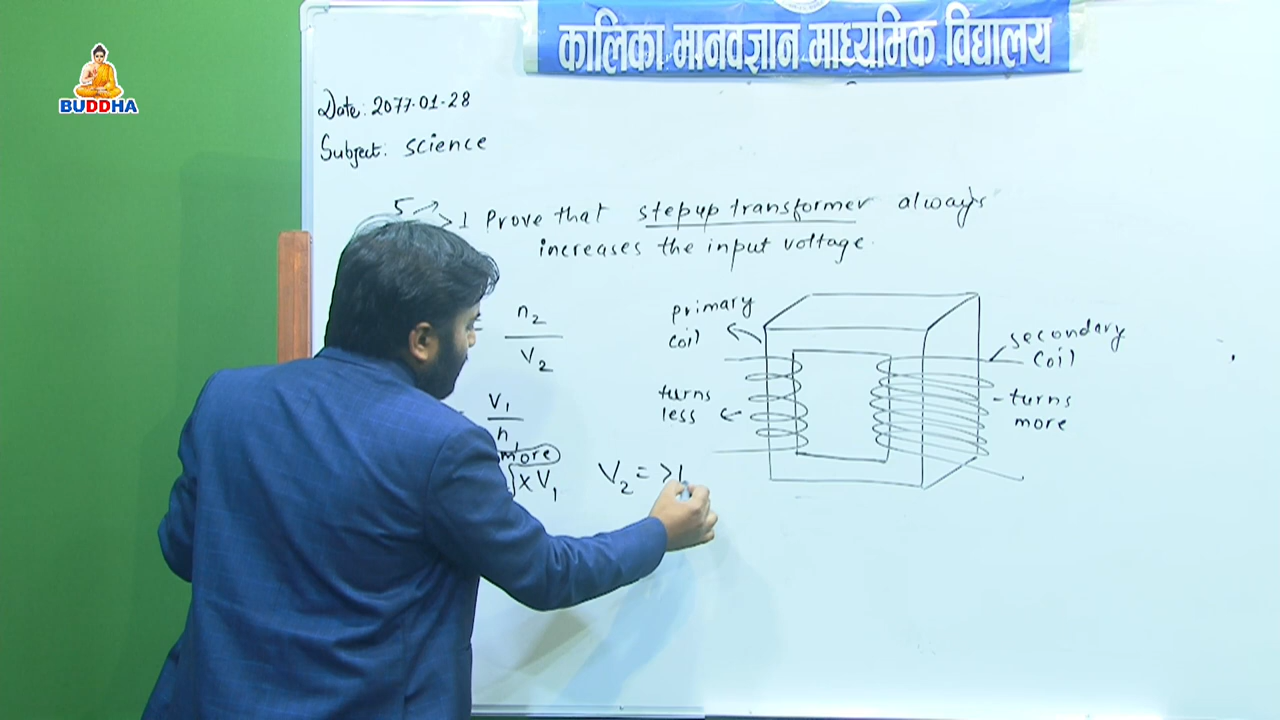 BUDDHA
कालिका मानवज्ञान माध्यमिक विद्यालय
Date: 2077-01-28
Subject: science
5 >1 Prove that stepup transformer always
increases the input voltage.
n2
V2
V1
n
more
X V1
V2 = >1
primary
coil
turns
less
secondary
coil
turns
more